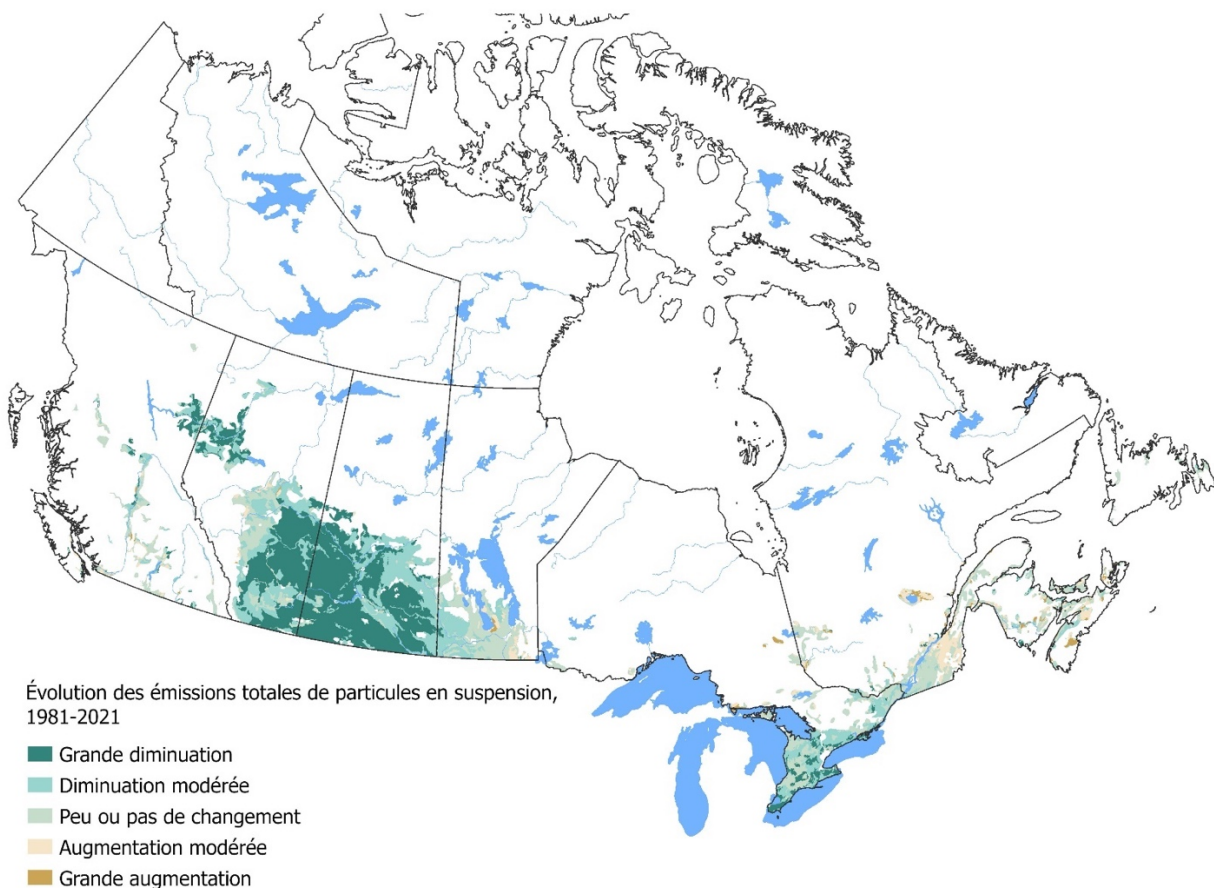 Évolution des émissions totales de particules en suspension,
1981-2021
Grande diminuation
Diminuation modérée
Peu ou pas de changement
Augmentation modérée
Grande augmentation